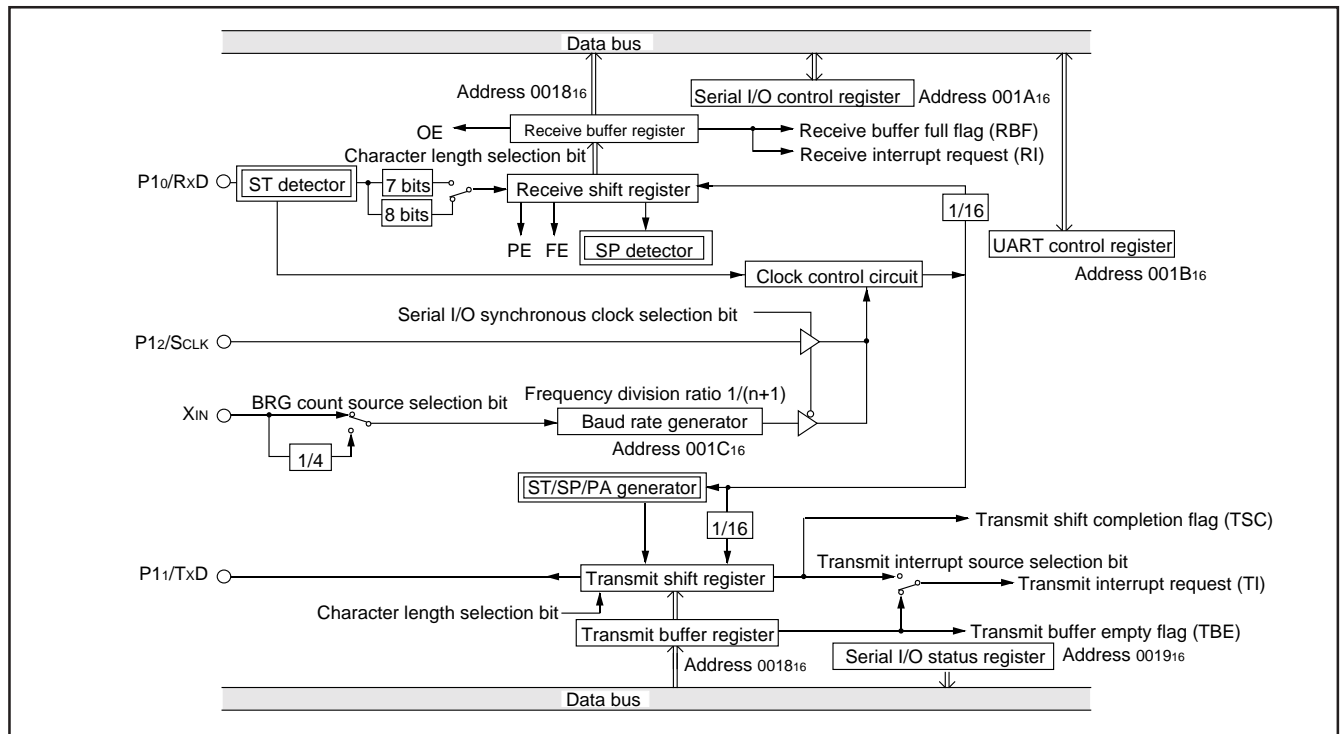 Data bus
Address 001816
Serial I/O control register Address 001A16
OE Receive buffer register Receive buffer full flag (RBF)
Receive interrupt request (RI)
Character length selection bit
P10/RXD ST detector 7 bits Receive shift register
8 bits 1/16
PE FE SP detector UART control register
Clock control circuit Address 001B16
Serial I/O synchronous clock selection bit
P12/SCLK
Frequency division ratio 1/(n+1)
XIN BRG count source selection bit
Baud rate generator
1/4 Address 001C16
ST/SP/PA generator
1/16 Transmit shift completion flag (TSC)
Transmit interrupt source selection bit
P11/TXD Transmit shift register Transmit interrupt request (TI)
Character length selection bit
Transmit buffer register Transmit buffer empty flag (TBE)
Address 001816 Serial I/O status register Address 001916
Data bus